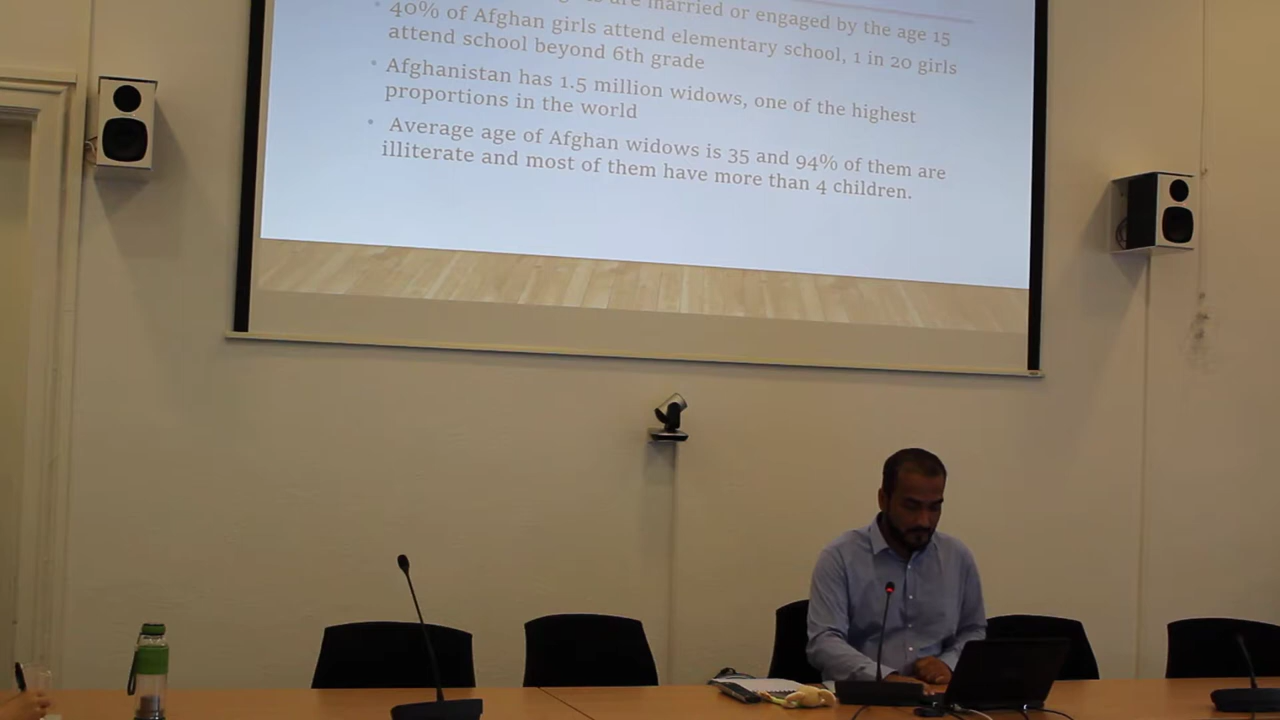 are married or engaged by the age 15
• 40% of Afghan girls attend elementary school, 1 in 20 girls
attend school beyond 6th grade
• Afghanistan has 1.5 million widows, one of the highest
proportions in the world
• Average age of Afghan widows is 35 and 94% of them are
illiterate and most of them have more than 4 children.